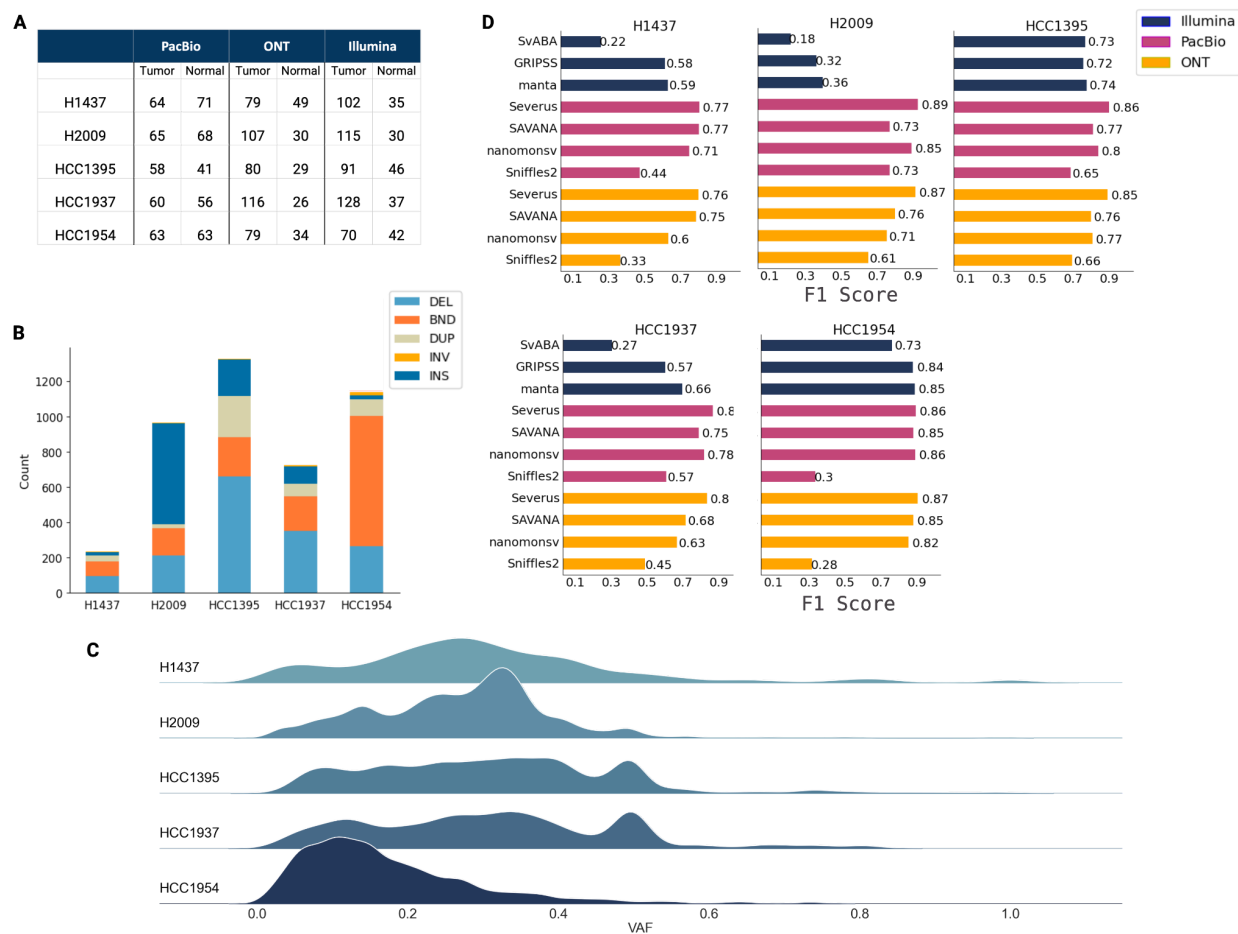 A
PacBio ONT Illumina
Tumor Normal Tumor Normal Tumor Normal
H1437 64 71 79 49 102 35
H2009 65 68 107 30 115 30
HCC1395 58 41 80 29 91 46
HCC1937 60 56 116 26 128 37
HCC1954 63 63 79 34 70 42
B
DEL
BND
DUP
INV
INS
Count
1200
1000
800
600
400
200
0
H1437 H2009 HCC1395 HCC1937 HCC1954
D
Illumina
PacBio
ONT
H1437 H2009 HCC1395
SvABA 0.22 0.18 0.73
GRIPSS 0.58 0.32 0.72
manta 0.59 0.36 0.74
Severus 0.77 0.89 0.86
SAVANA 0.77 0.73 0.77
nanomonsv 0.71 0.85 0.8
Sniffles2 0.44 0.73 0.65
Severus 0.76 0.87 0.85
SAVANA 0.75 0.76 0.76
nanomonsv 0.6 0.71 0.77
Sniffles2 0.33 0.61 0.66
0.1 0.3 0.5 0.7 0.9 0.1 0.3 0.5 0.7 0.9 0.1 0.3 0.5 0.7 0.9
F1 Score
HCC1937 HCC1954
SvABA 0.27 0.73
GRIPSS 0.57 0.84
manta 0.66 0.85
Severus 0.8 0.86
SAVANA 0.75 0.85
nanomonsv 0.78 0.86
Sniffles2 0.57 0.3
Severus 0.8 0.87
SAVANA 0.68 0.85
nanomonsv 0.63 0.82
Sniffles2 0.45 0.28
0.1 0.3 0.5 0.7 0.9 0.1 0.3 0.5 0.7 0.9
F1 Score
C
H1437
H2009
HCC1395
HCC1937
HCC1954
0.0 0.2 0.4 0.6 0.8 1.0
VAF